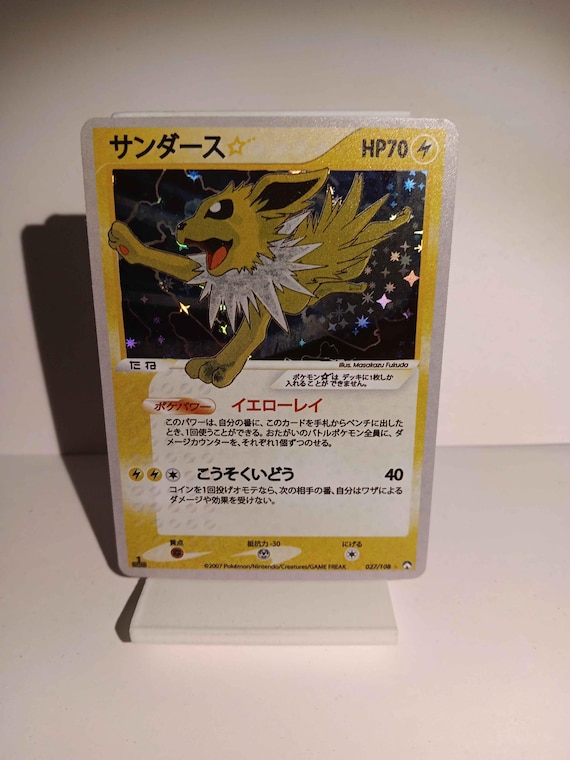 サンダース☆
HP70
たね
Illus. Masakazu Fukuda
ポケモン☆は デッキに1枚しか
入れることが できません。
ポケパワー イエローレイ
このパワーは、自分の番に、このカードを手札からベンチに出した
とき、1回使うことができる。おたがいのバトルポケモン全員に、ダ
メージカウンターを、それぞれ1個ずつのせる。
こうそくいどう 40
コインを1回投げオモテなら、次の相手の番、自分はワザによる
ダメージや効果を受けない。
弱点 抵抗力 -30 にげる
1
©2007 Pokémon/Nintendo/Creatures/GAME FREAK
027/108